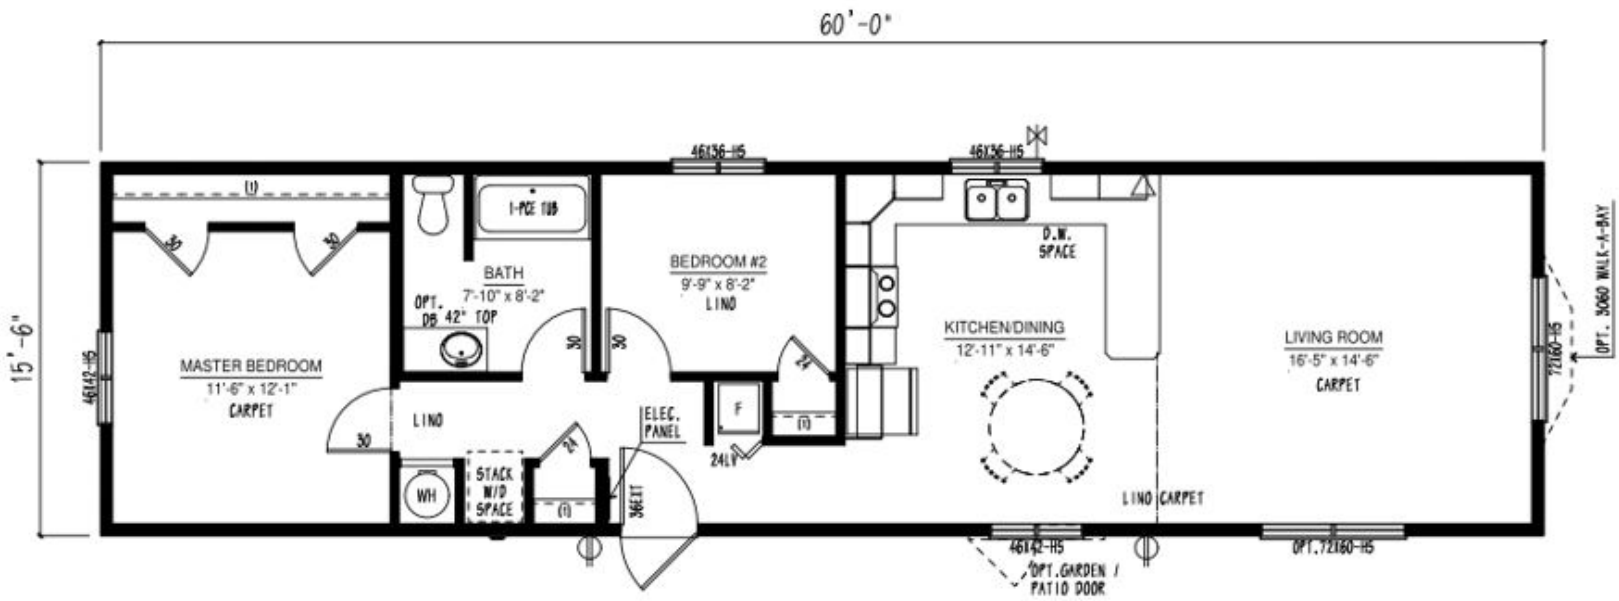 60'-0"
46X36-H5
46X36-H5
(1)
30
30
1-PCE TUB
D.W.
SPACE
BATH
7'-10" x 8'-2"
OPT.
DB 42" TOP
BEDROOM #2
9'-9" x 8'-2"
LINO
15'-6"
46X42-H5
MASTER BEDROOM
11'-6" x 12'-1"
CARPET
30
30
24
KITCHEN/DINING
12'-11" x 14'-6"
LIVING ROOM
16'-5" x 14'-6"
CARPET
72X60-H5
OPT. 3060 WALK-A-BAY
LINO
30
F
(1)
ELEC.
PANEL
24
24LV
WH
STACK
W/D
SPACE
(1)
36EXT
LINO CARPET
46X42-H5
OPT.72X60-H5
OPT.GARDEN /
PATIO DOOR